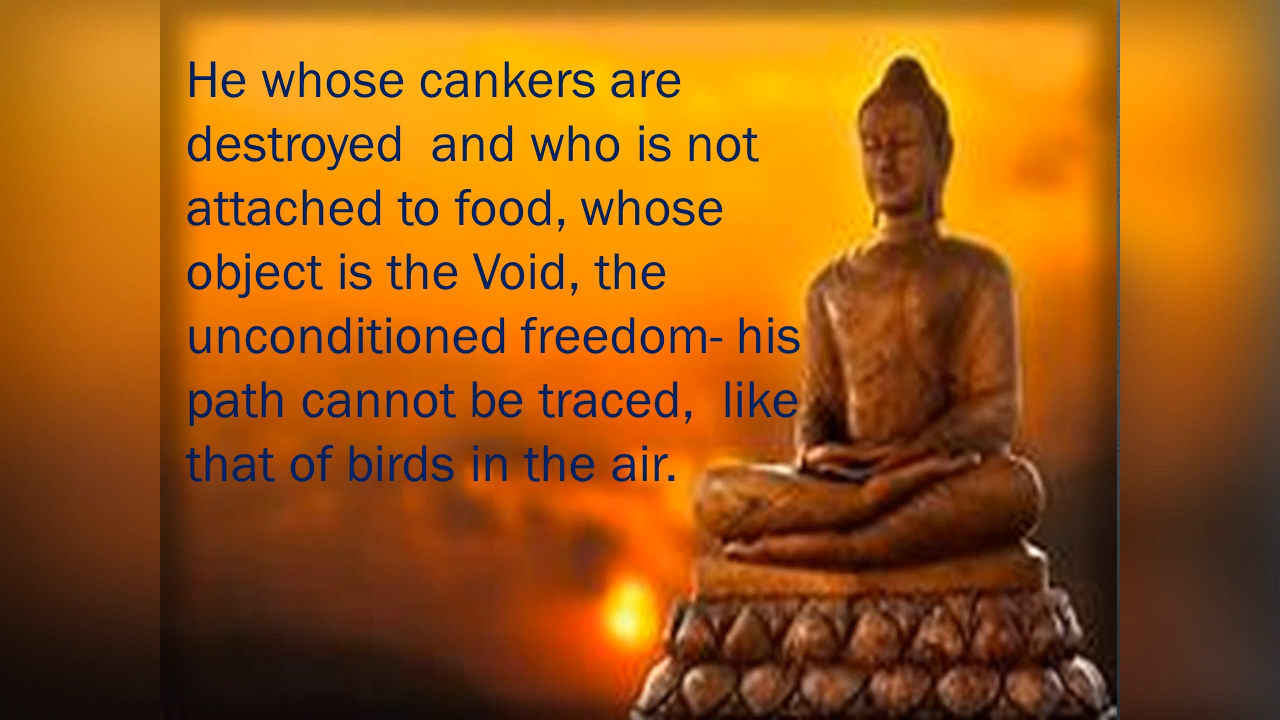 He whose cankers are
destroyed  and who is not
attached to food, whose
object is the Void, the
unconditioned freedom- his
path cannot be traced,  like
that of birds in the air.